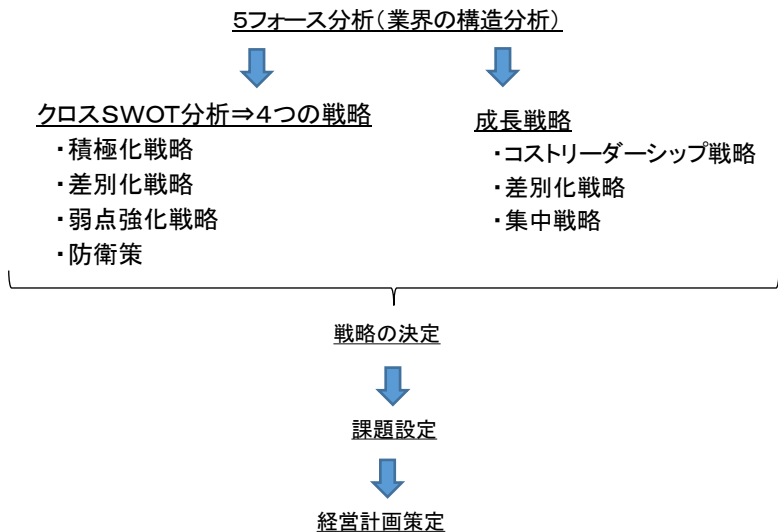 5フォース分析(業界の構造分析)
クロスSWOT分析⇒4つの戦略
・積極化戦略
・差別化戦略
・弱点強化戦略
・防衛策
成長戦略
・コストリーダーシップ戦略
・差別化戦略
・集中戦略
戦略の決定
課題設定
経営計画策定